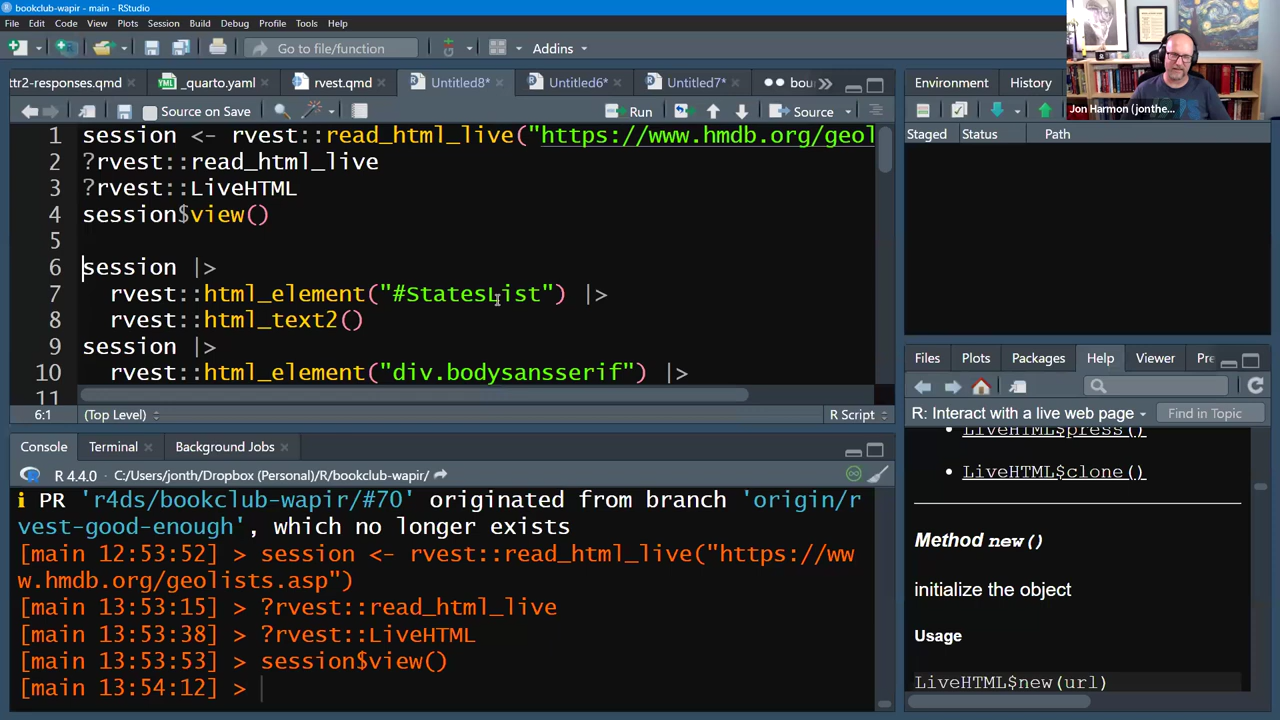 bookclub-wapir - main - RStudio
File Edit Code View Plots Session Build Debug Profile Tools Help
Go to file/function Addins
ttr2-responses.qmd _quarto.yaml rvest.qmd Untitled8* Untitled6* Untitled7* bour
Source on Save Run Source
1 session <- rvest::read_html_live("https://www.hmdb.org/geol
2 ?rvest::read_html_live
3 ?rvest::LiveHTML
4 session$view()
5
6 session |>
7 rvest::html_element("#StatesList") |>
8 rvest::html_text2()
9 session |>
10 rvest::html_element("div.bodysansserif") |>
11
6:1 (Top Level) R Script
Console Terminal Background Jobs
R 4.4.0 · C:/Users/jonth/Dropbox (Personal)/R/bookclub-wapir/
i PR 'r4ds/bookclub-wapir/#70' originated from branch 'origin/r
vest-good-enough', which no longer exists
[main 12:53:52] > session <- rvest::read_html_live("https://ww
w.hmdb.org/geolists.asp")
[main 13:53:15] > ?rvest::read_html_live
[main 13:53:38] > ?rvest::LiveHTML
[main 13:53:53] > session$view()
[main 13:54:12] >
Jon Harmon (jonthe...
Environment History
Staged Status Path
Files Plots Packages Help Viewer Pre
R: Interact with a live web page Find in Topic
LiveHTML$press()
LiveHTML$clone()
Method new()
initialize the object
Usage
LiveHTML$new(url)